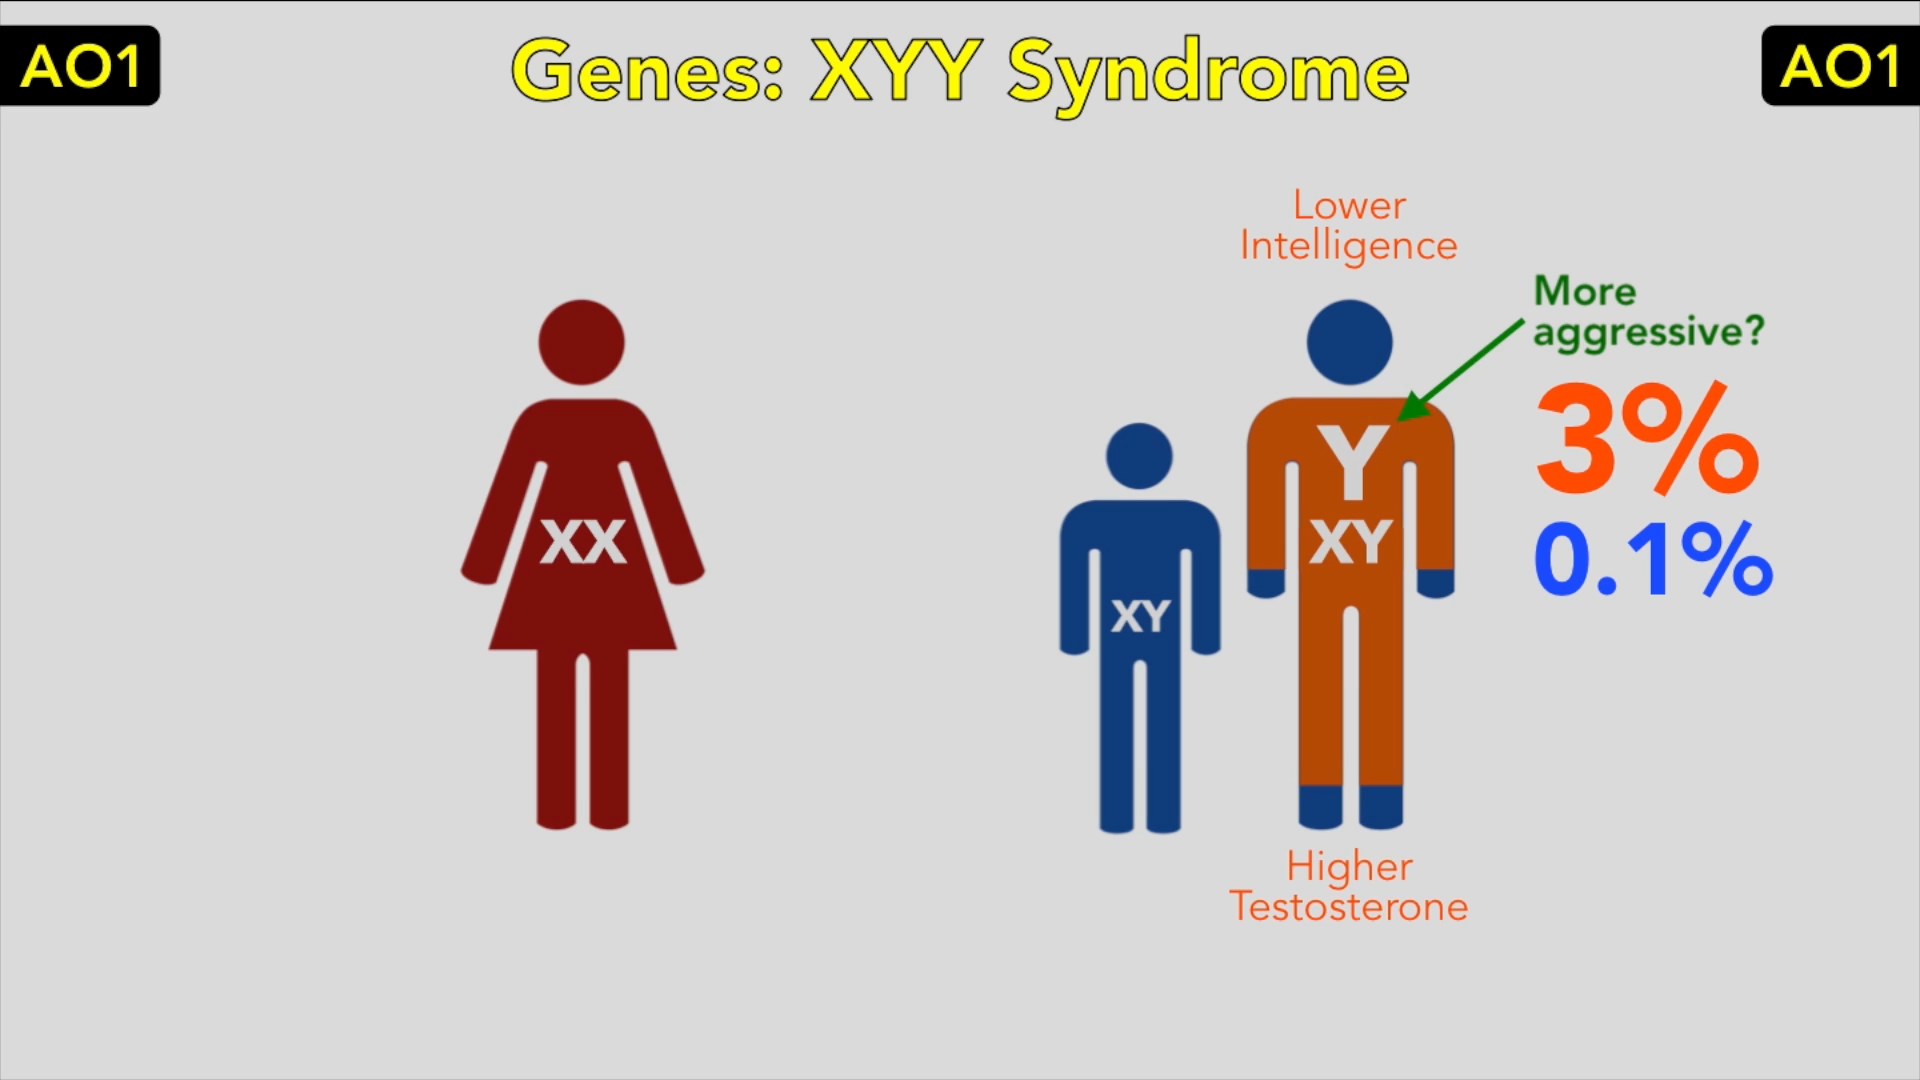 AO1
Genes: XYY Syndrome
AO1
Lower
Intelligence
More
aggressive?
3%
0.1%
Y
XY
XX
XY
Higher
Testosterone